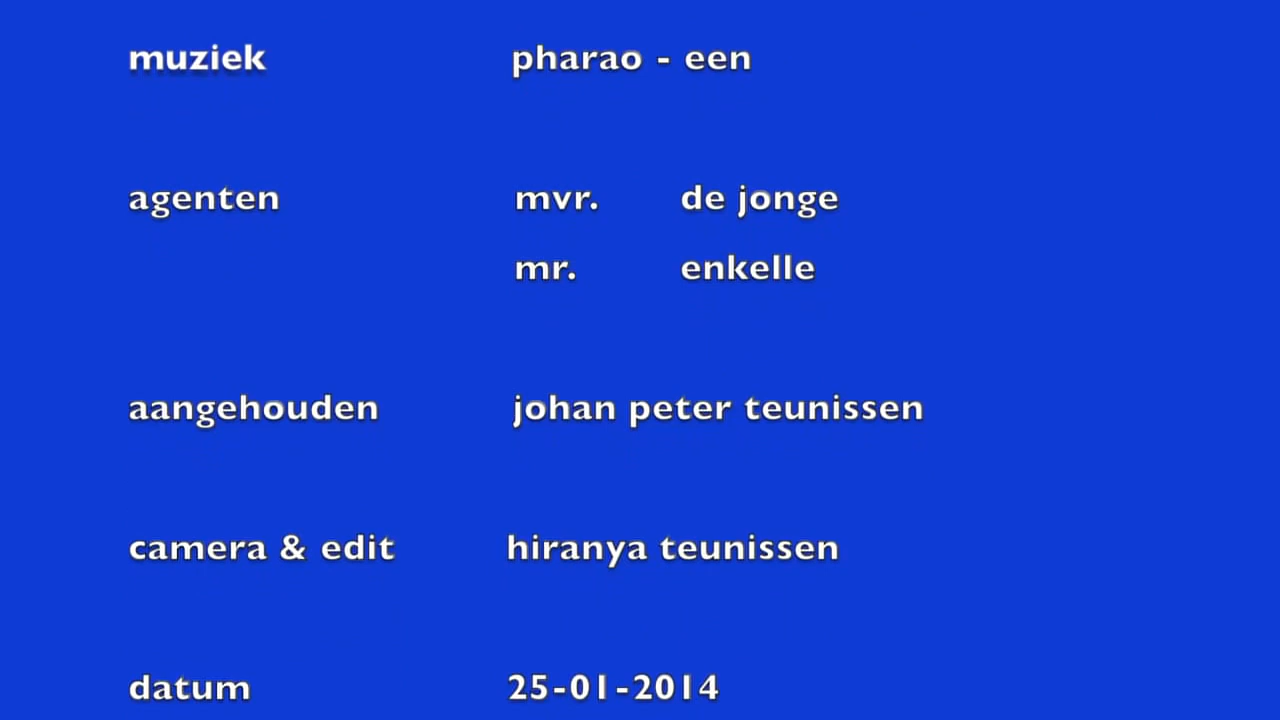 muziek pharao - een
agenten mvr. de jonge
mr. enkelle
aangehouden johan peter teunissen
camera & edit hiranya teunissen
datum 25-01-2014